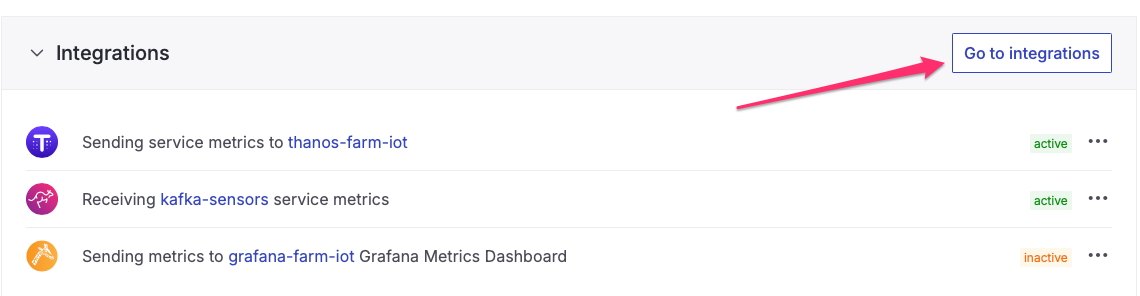 Integrations
Go to integrations
Sending service metrics to thanos-farm-iot
active
Receiving kafka-sensors service metrics
active
Sending metrics to grafana-farm-iot Grafana Metrics Dashboard
inactive